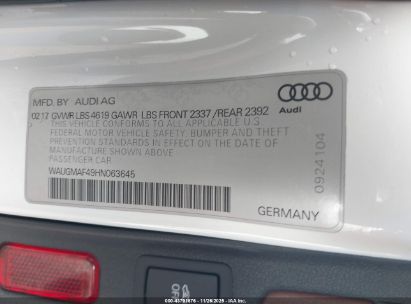 MFD. BY AUDI AG
02 17 GVWR LBS 4619 GAWR LBS FRONT 2337 / REAR 2392
THIS VEHICLE CONFORMS TO ALL APPLICABLE U.S.
FEDERAL MOTOR VEHICLE SAFETY, BUMPER AND THEFT
PREVENTION STANDARDS IN EFFECT ON THE DATE OF
MANUFACTURE SHOWN ABOVE.
PASSENGER CAR
WAUGMAF49HN063645
Audi
0924104
GERMANY
OFF